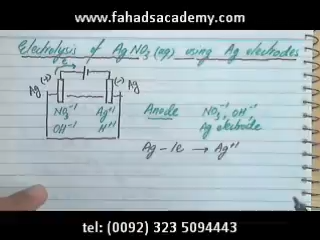 www.fahadsacademy.com
Electrolysis of AgNO3(aq) using Ag electrodes
e
(-) (+)
Ag Ag
NO3-1 Ag+1
OH-1 H+1
Anode NO3-1, OH-1
Ag electrode
Ag - 1e → Ag+1
tel: (0092) 323 5094443